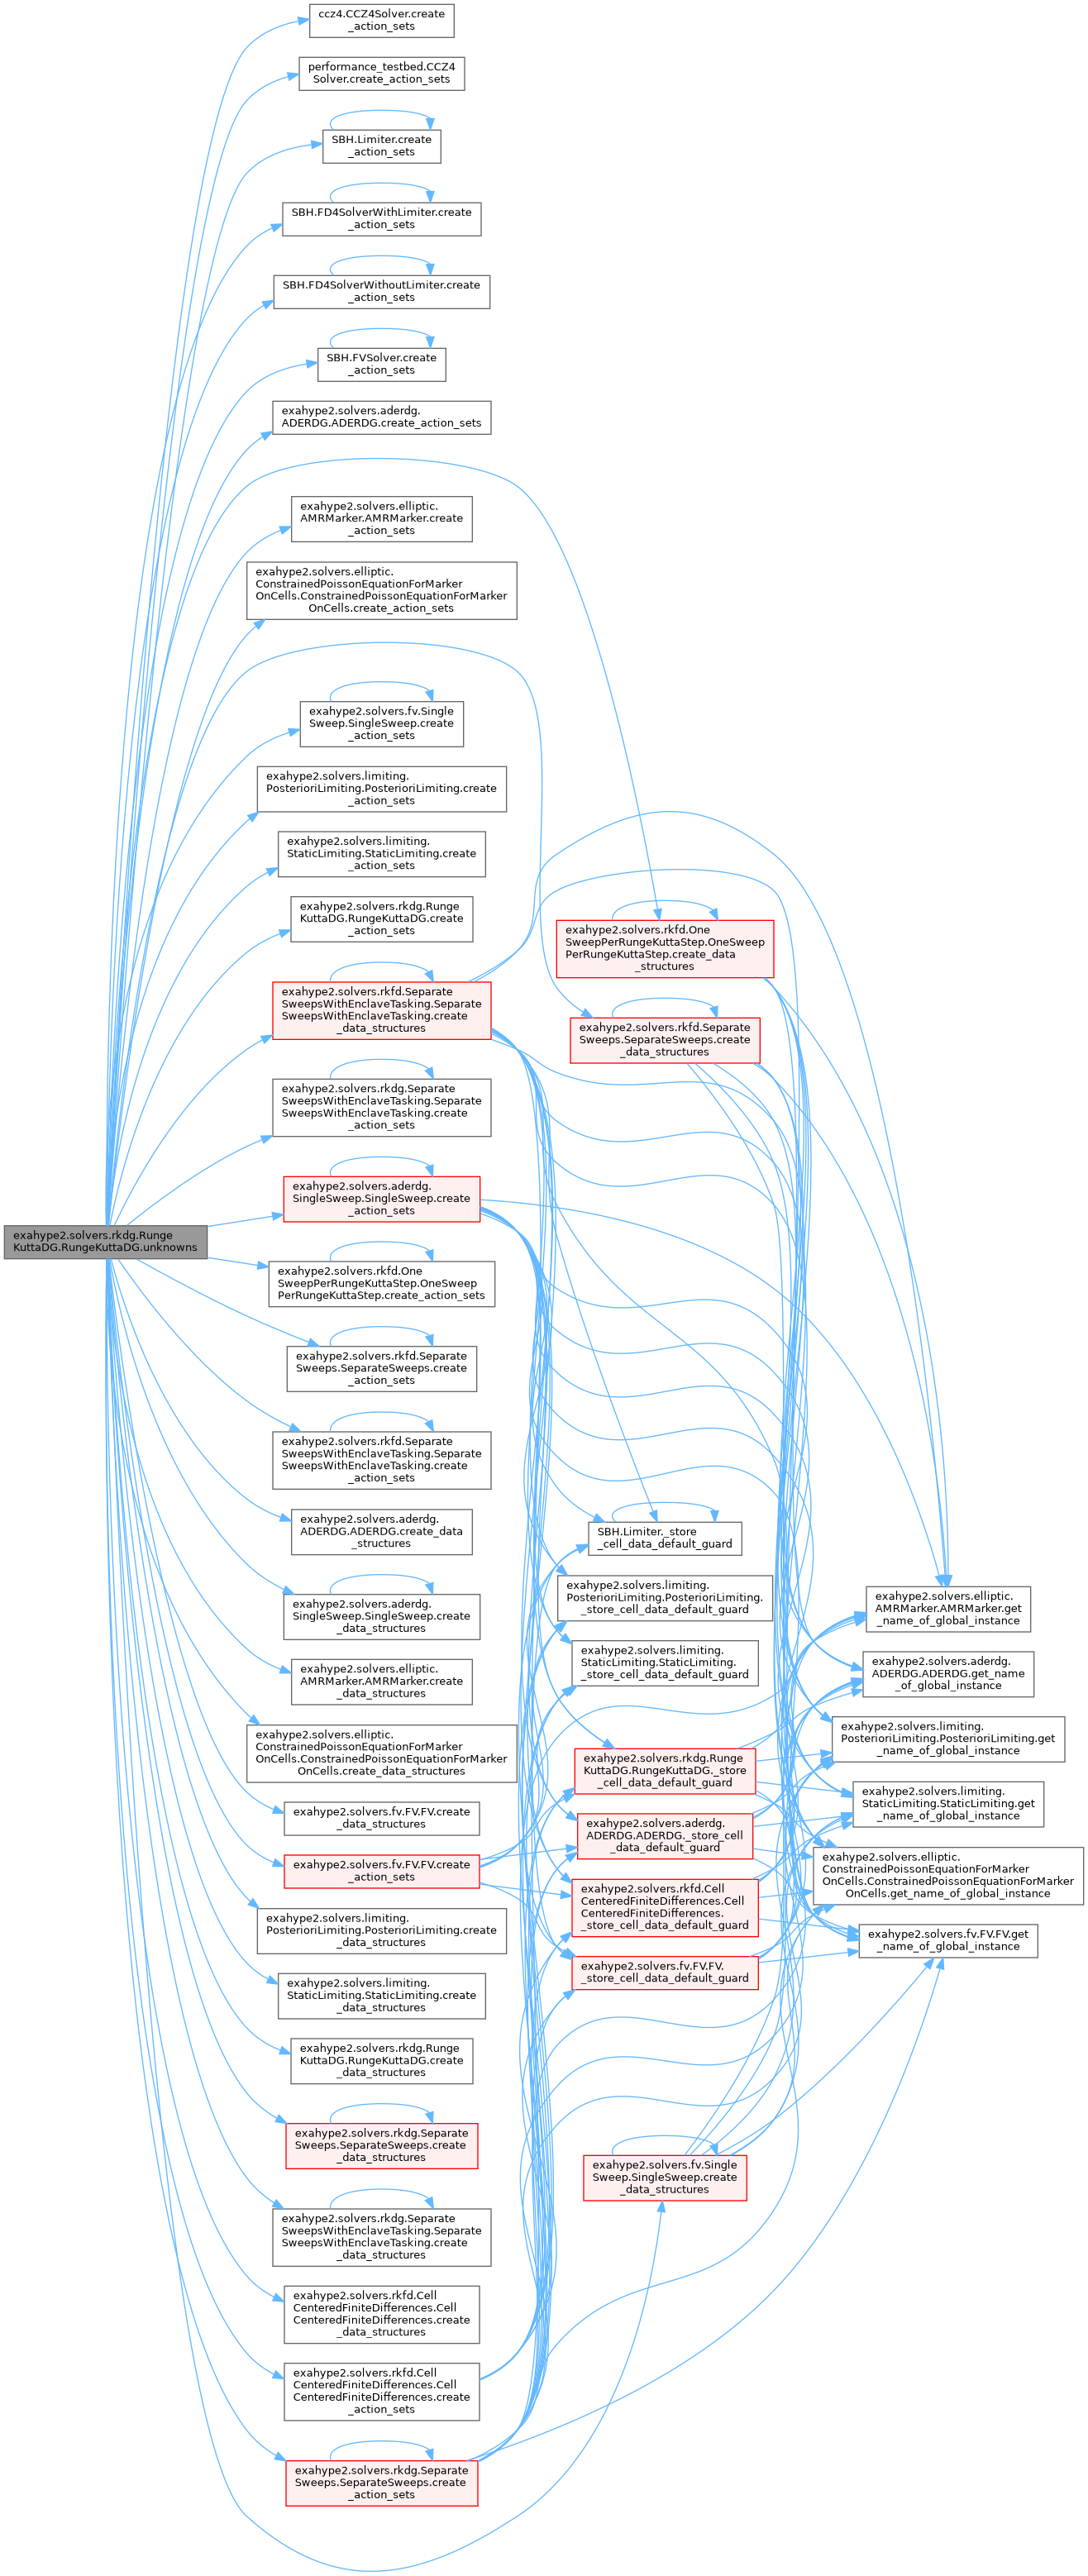 ccz4.CCZ4Solver.create
_action_sets
performance_testbed.CCZ4
Solver.create_action_sets
SBH.Limiter.create
_action_sets
SBH.FD4SolverWithLimiter.create
_action_sets
SBH.FD4SolverWithoutLimiter.create
_action_sets
SBH.FVSolver.create
_action_sets
exahype2.solvers.aderdg.
ADERDG.ADERDG.create_action_sets
exahype2.solvers.elliptic.
AMRMarker.AMRMarker.create
_action_sets
exahype2.solvers.elliptic.
ConstrainedPoissonEquationForMarker
OnCells.ConstrainedPoissonEquationForMarker
OnCells.create_action_sets
exahype2.solvers.fv.Single
Sweep.SingleSweep.create
_action_sets
exahype2.solvers.limiting.
PosterioriLimiting.PosterioriLimiting.create
_action_sets
exahype2.solvers.limiting.
StaticLimiting.StaticLimiting.create
_action_sets
exahype2.solvers.rkdg.Runge
KuttaDG.RungeKuttaDG.create
_action_sets
exahype2.solvers.rkfd.Separate
SweepsWithEnclaveTasking.Separate
SweepsWithEnclaveTasking.create
_data_structures
exahype2.solvers.rkdg.Separate
SweepsWithEnclaveTasking.Separate
SweepsWithEnclaveTasking.create
_action_sets
exahype2.solvers.aderdg.
SingleSweep.SingleSweep.create
_action_sets
exahype2.solvers.rkdg.Runge
KuttaDG.RungeKuttaDG.unknowns
exahype2.solvers.rkfd.One
SweepPerRungeKuttaStep.OneSweep
PerRungeKuttaStep.create_action_sets
exahype2.solvers.rkfd.Separate
Sweeps.SeparateSweeps.create
_action_sets
exahype2.solvers.rkfd.Separate
SweepsWithEnclaveTasking.Separate
SweepsWithEnclaveTasking.create
_action_sets
exahype2.solvers.aderdg.
ADERDG.ADERDG.create_data
_structures
exahype2.solvers.aderdg.
SingleSweep.SingleSweep.create
_data_structures
exahype2.solvers.elliptic.
AMRMarker.AMRMarker.create
_data_structures
exahype2.solvers.elliptic.
ConstrainedPoissonEquationForMarker
OnCells.ConstrainedPoissonEquationForMarker
OnCells.create_data_structures
exahype2.solvers.fv.FV.FV.create
_data_structures
exahype2.solvers.fv.FV.FV.create
_action_sets
exahype2.solvers.limiting.
PosterioriLimiting.PosterioriLimiting.create
_data_structures
exahype2.solvers.limiting.
StaticLimiting.StaticLimiting.create
_data_structures
exahype2.solvers.rkdg.Runge
KuttaDG.RungeKuttaDG.create
_data_structures
exahype2.solvers.rkdg.Separate
Sweeps.SeparateSweeps.create
_data_structures
exahype2.solvers.rkdg.Separate
SweepsWithEnclaveTasking.Separate
SweepsWithEnclaveTasking.create
_data_structures
exahype2.solvers.rkfd.Cell
CenteredFiniteDifferences.Cell
CenteredFiniteDifferences.create
_data_structures
exahype2.solvers.rkfd.Cell
CenteredFiniteDifferences.Cell
CenteredFiniteDifferences.create
_action_sets
exahype2.solvers.rkdg.Separate
Sweeps.SeparateSweeps.create
_action_sets
exahype2.solvers.rkfd.One
SweepPerRungeKuttaStep.OneSweep
PerRungeKuttaStep.create_data
_structures
exahype2.solvers.rkfd.Separate
Sweeps.SeparateSweeps.create
_data_structures
SBH.Limiter._store
_cell_data_default_guard
exahype2.solvers.limiting.
PosterioriLimiting.PosterioriLimiting.
_store_cell_data_default_guard
exahype2.solvers.limiting.
StaticLimiting.StaticLimiting.
_store_cell_data_default_guard
exahype2.solvers.rkdg.Runge
KuttaDG.RungeKuttaDG._store
_cell_data_default_guard
exahype2.solvers.aderdg.
ADERDG.ADERDG._store_cell
_data_default_guard
exahype2.solvers.rkfd.Cell
CenteredFiniteDifferences.Cell
CenteredFiniteDifferences.
_store_cell_data_default_guard
exahype2.solvers.fv.FV.FV.
_store_cell_data_default_guard
exahype2.solvers.fv.Single
Sweep.SingleSweep.create
_data_structures
exahype2.solvers.elliptic.
AMRMarker.AMRMarker.get
_name_of_global_instance
exahype2.solvers.aderdg.
ADERDG.ADERDG.get_name
_of_global_instance
exahype2.solvers.limiting.
PosterioriLimiting.PosterioriLimiting.get
_name_of_global_instance
exahype2.solvers.limiting.
StaticLimiting.StaticLimiting.get
_name_of_global_instance
exahype2.solvers.elliptic.
ConstrainedPoissonEquationForMarker
OnCells.ConstrainedPoissonEquationForMarker
OnCells.get_name_of_global_instance
exahype2.solvers.fv.FV.FV.get
_name_of_global_instance